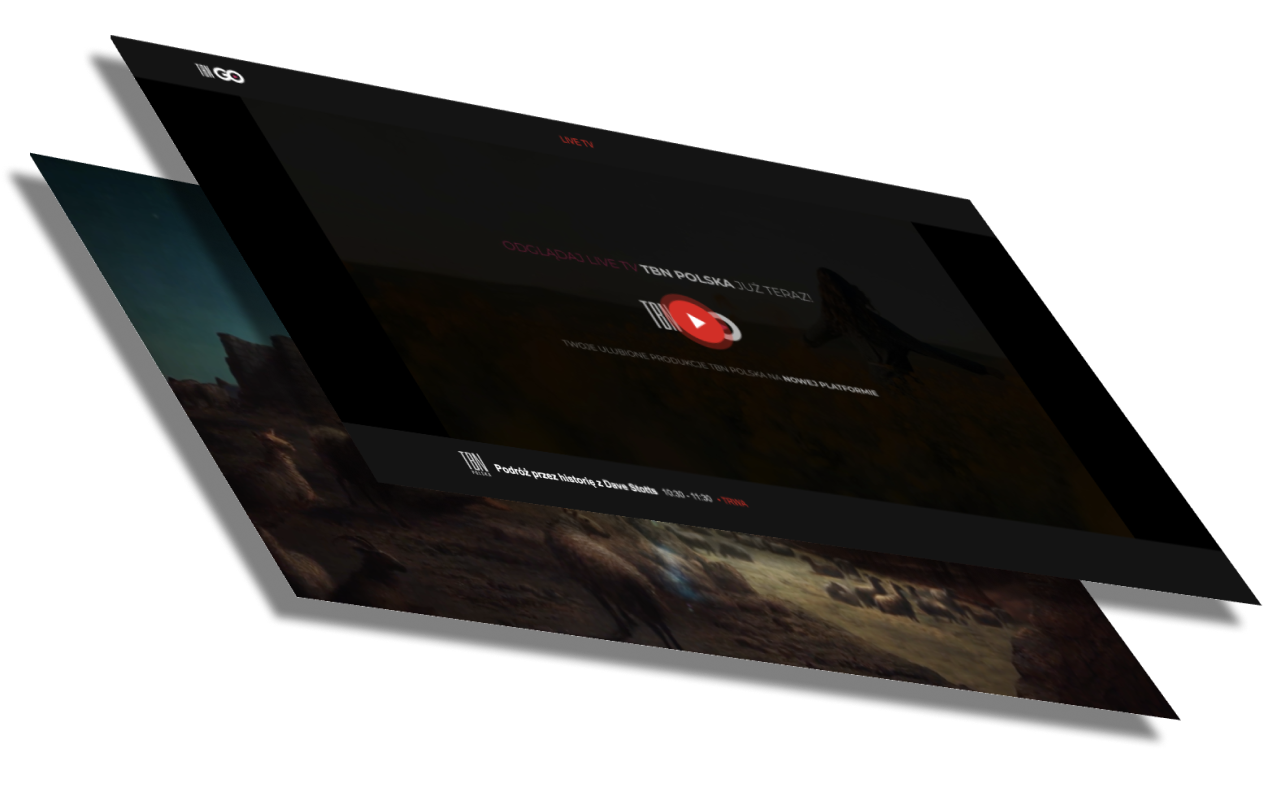 TBN GO
LIVE TV
OGLĄDAJ LIVE TV TBN POLSKA JUŻ TERAZ!
TBN
TWOJE ULUBIONE PRODUKCJE TBN POLSKA NA NOWEJ PLATFORMIE
TBN
POLSKA
Podróż przez historię z Dave Stotts 10:30 - 11:30 • TRWA